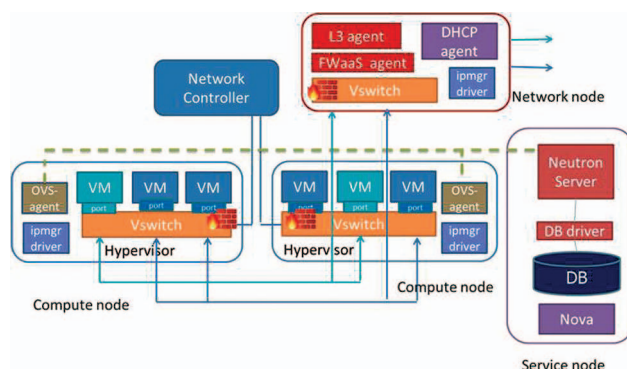 L3 agent
FWaaS agent
Vswitch
DHCP
agent
ipmgr
driver
Network node
Network
Controller
OVS-
agent
ipmgr
driver
VM
port
VM
port
VM
port
Vswitch
Hypervisor
Compute node
VM
port
VM
port
VM
port
Vswitch
Hypervisor
OVS-
agent
ipmgr
driver
Compute node
Neutron
Server
DB driver
DB
Nova
Service node